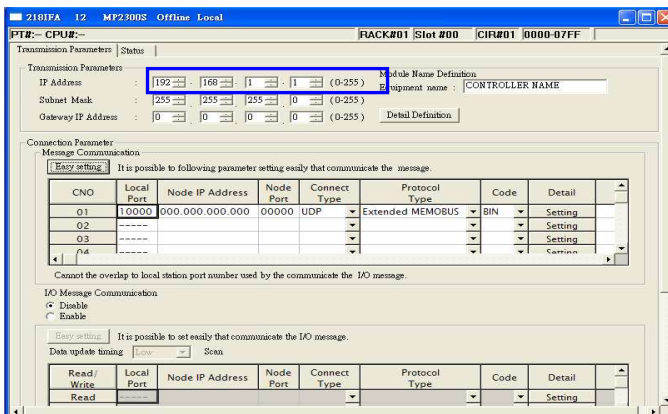 218IFA 12 MP2300S Offline Local
PT#:– CPU#:– RACK#01 Slot #00 CIR#01 0000-07FF
Transmission Parameters Status
Transmission Parameters
IP Address : 192 . 168 . 1 . 1 (0-255) Module Name Definition
Subnet Mask : 255 . 255 . 255 . 0 (0-255) Equipment name : CONTROLLER NAME
Gateway IP Address : 0 . 0 . 0 . 0 (0-255) Detail Definition
Connection Parameter
Message Communication
Easy setting It is possible to following parameter setting easily that communicate the message.
CNO Local Port Node IP Address Node Port Connect Type Protocol Type Code Detail
01 10000 000.000.000.000 00000 UDP Extended MEMOBUS BIN Setting
02 ----- Setting
03 ----- Setting
04 ----- Setting
Cannot the overlap to local station port number used by the communicate the I/O message.
I/O Message Communication
Disable
Enable
Easy setting It is possible to set easily that communicate the I/O message.
Data update timing Low Scan
Read/Write Local Port Node IP Address Node Port Connect Type Protocol Type Code Detail
Read ----- Setting